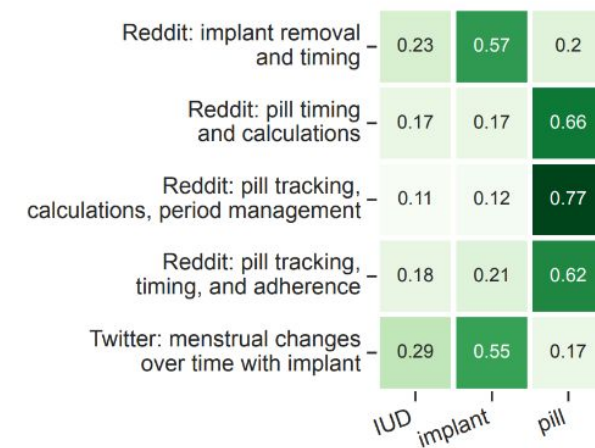 Reddit: implant removal
and timing
0.23 0.57 0.2
Reddit: pill timing
and calculations
0.17 0.17 0.66
Reddit: pill tracking,
calculations, period management
0.11 0.12 0.77
Reddit: pill tracking,
timing, and adherence
0.18 0.21 0.62
Twitter: menstrual changes
over time with implant
0.29 0.55 0.17
IUD implant pill